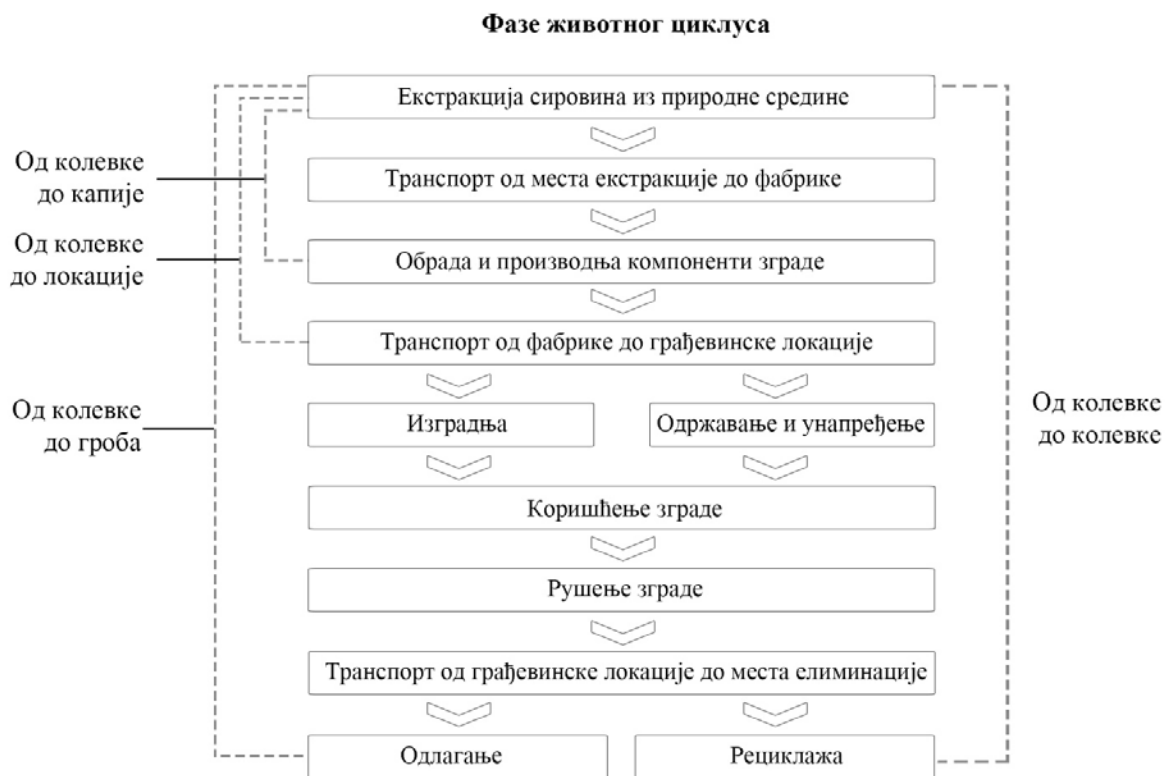 Фазе животног циклуса
Екстракција сировина из природне средине
Од колевке
до капије
Транспорт од места екстракције до фабрике
Од колевке
до локације
Обрада и производња компоненти зграде
Транспорт од фабрике до грађевинске локације
Од колевке
до гроба
Изградња
Одржавање и унапређење
Од колевке
до колевке
Коришћење зграде
Рушење зграде
Транспорт од грађевинске локације до места елиминације
Одлагање
Рециклажа